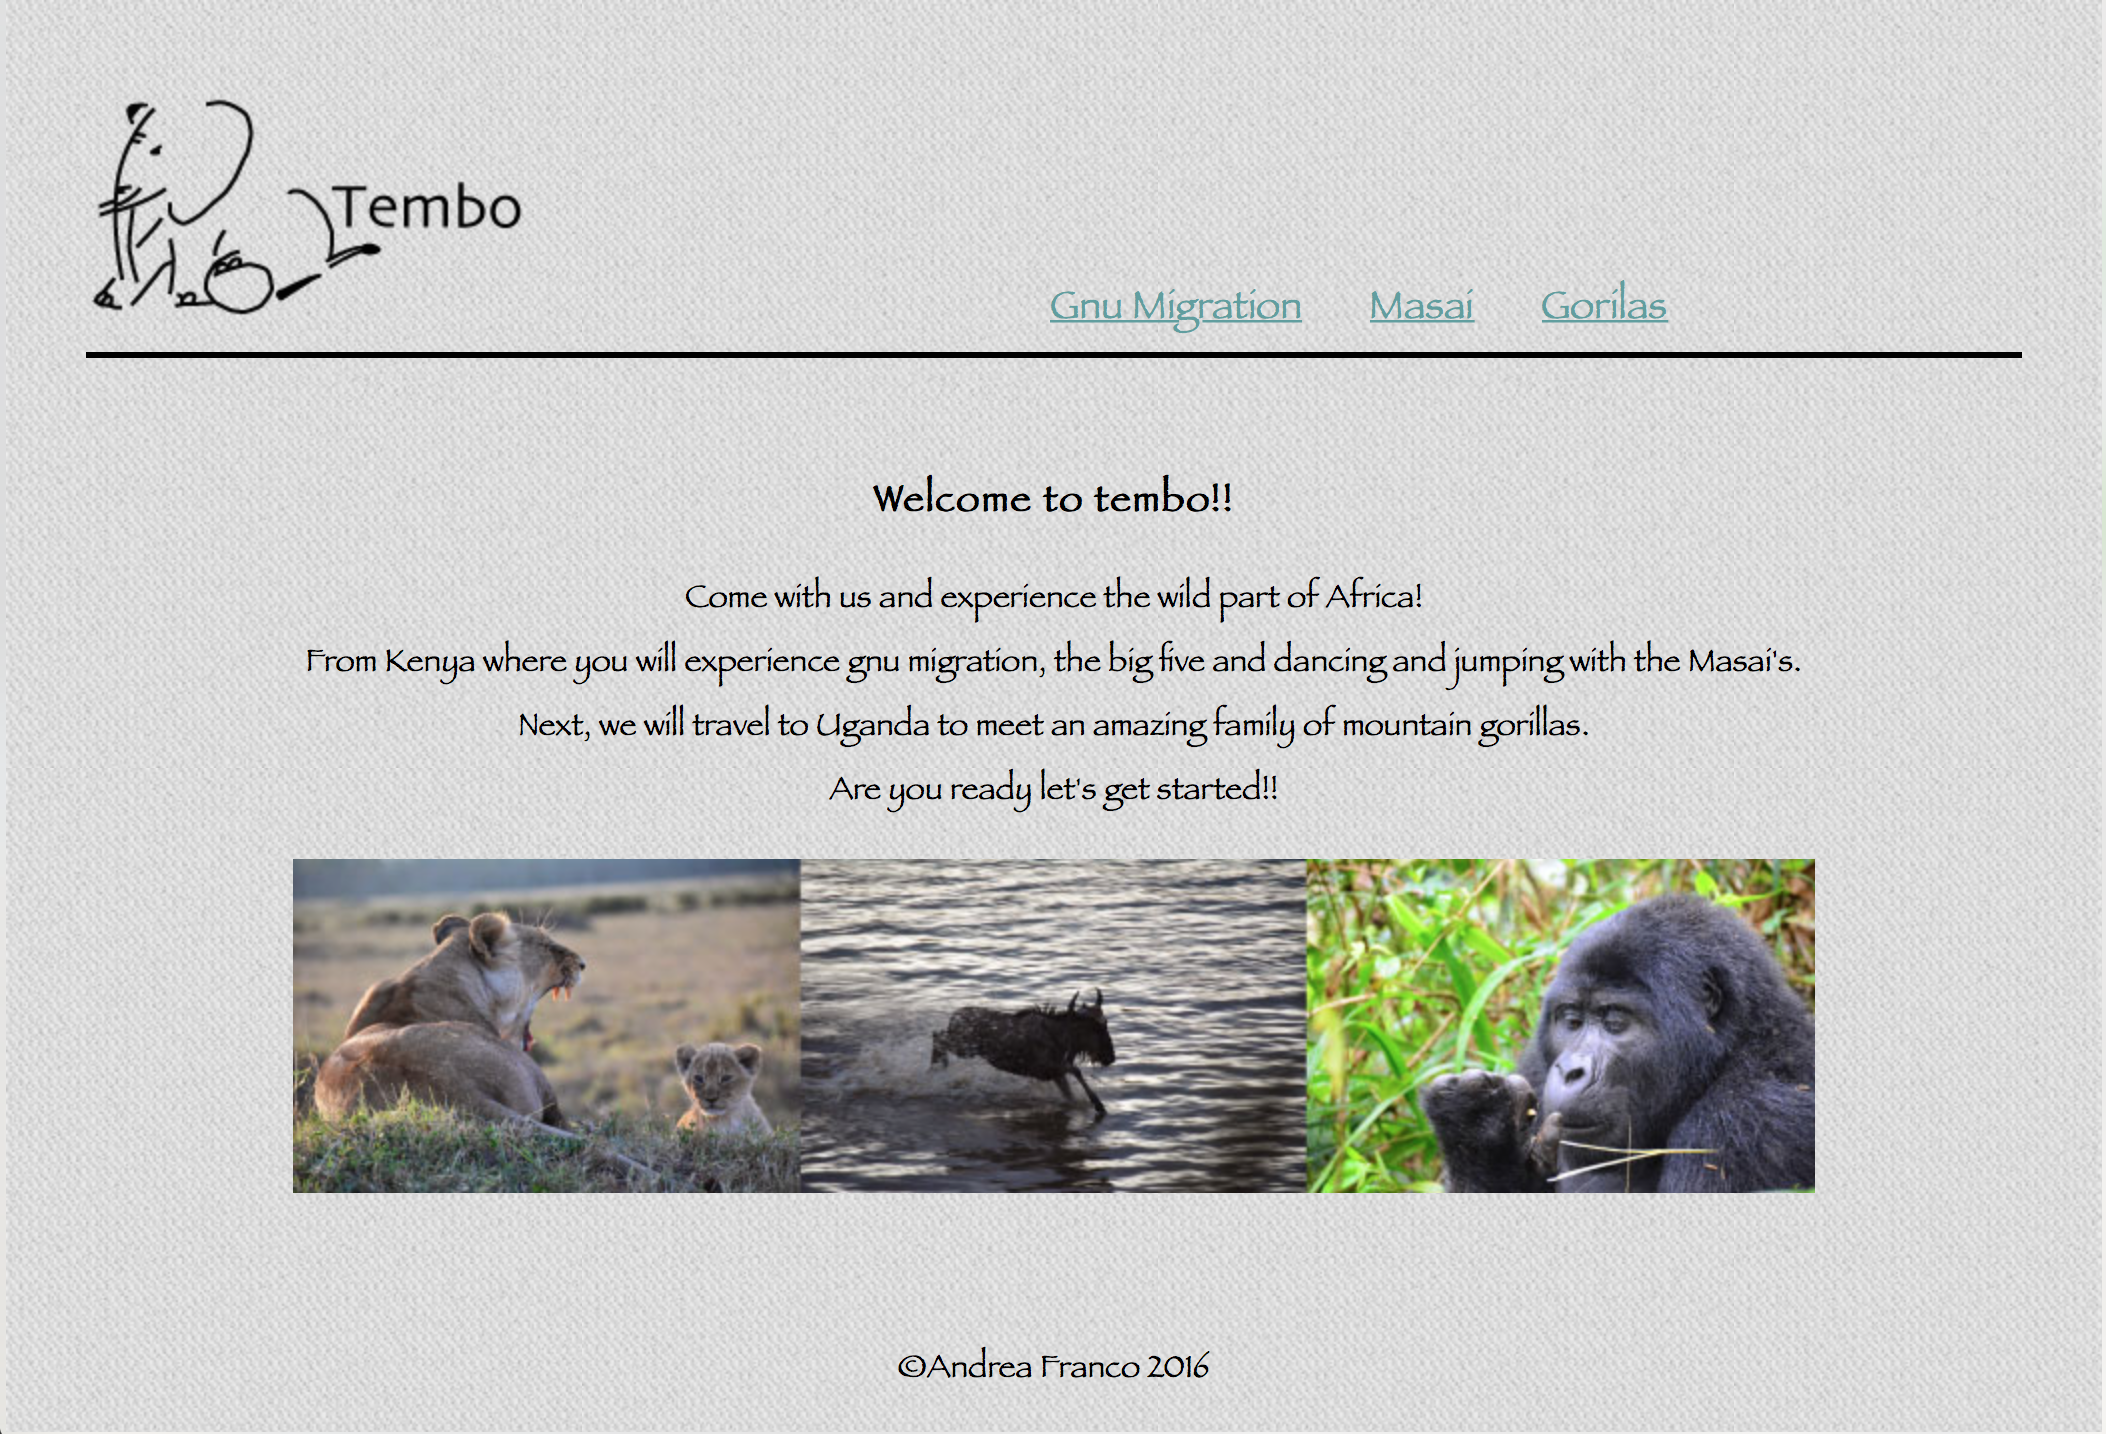 Tembo
Gnu Migration Masai Gorilas
Welcome to tembo!!
Come with us and experience the wild part of Africa!
From Kenya where you will experience gnu migration, the big five and dancing and jumping with the Masai's.
Next, we will travel to Uganda to meet an amazing family of mountain gorillas.
Are you ready let's get started!!
©Andrea Franco 2016